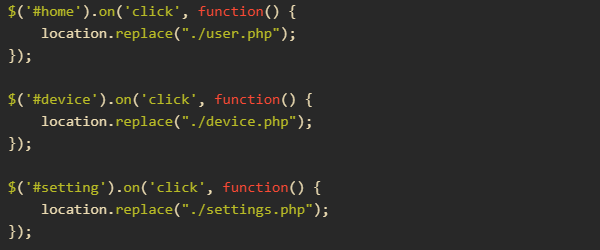 $('#home').on('click', function() {
    location.replace("./user.php");
});

$('#device').on('click', function() {
    location.replace("./device.php");
});

$('#setting').on('click', function() {
    location.replace("./settings.php");
});